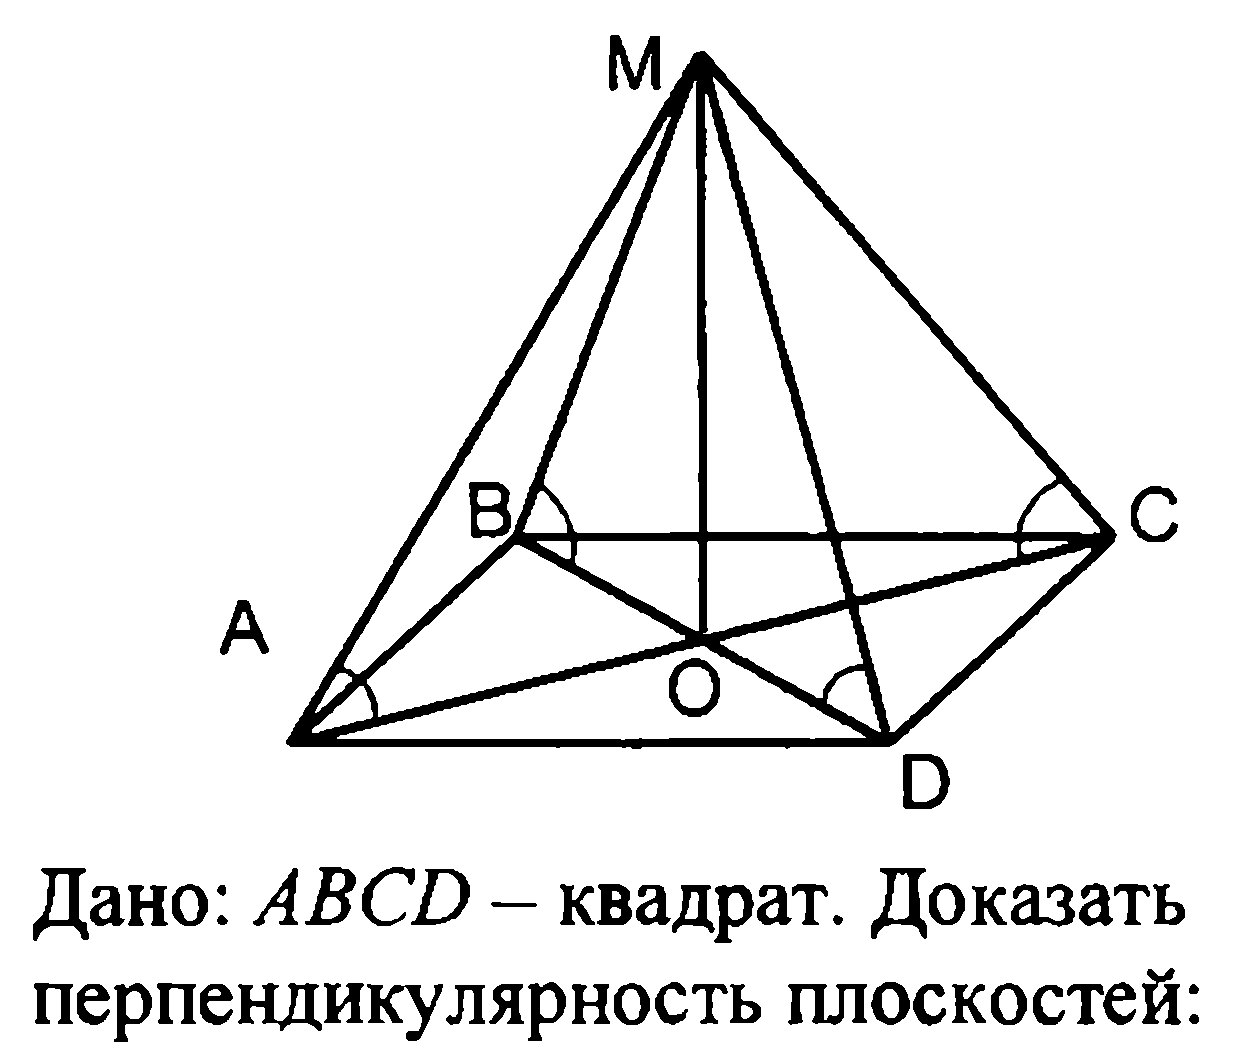 M
B
C
A
O
D
Дано: ABCD – квадрат. Доказать
перпендикулярность плоскостей: